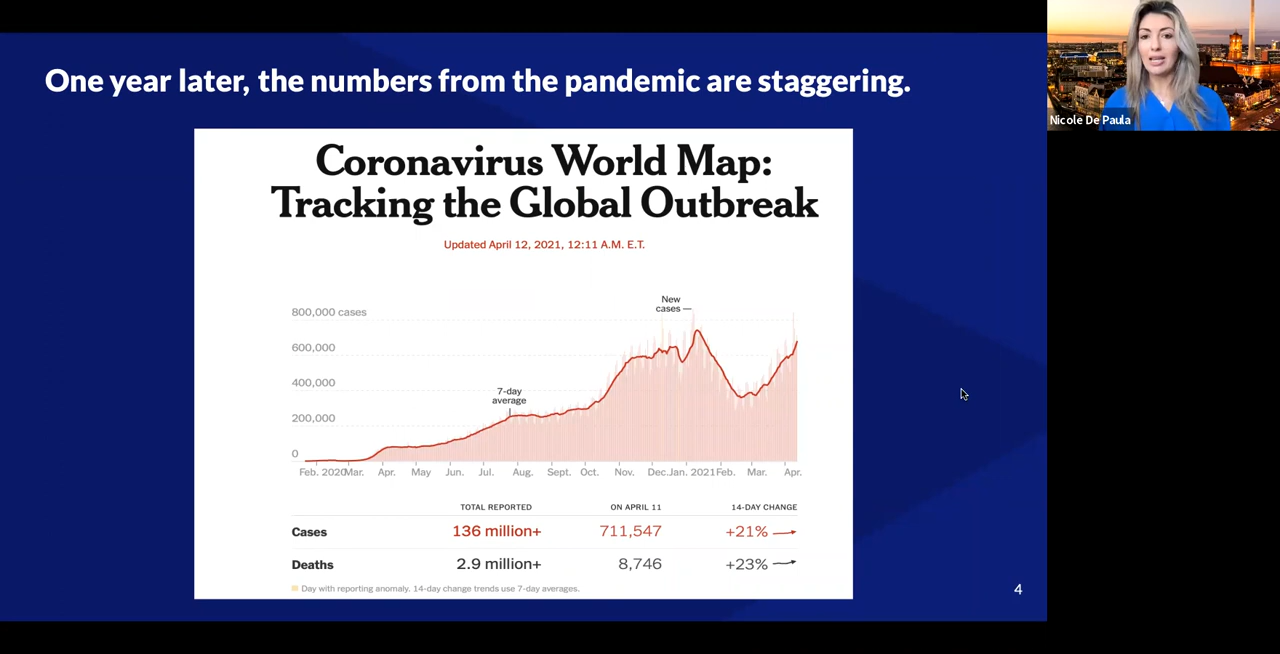 One year later, the numbers from the pandemic are staggering.
Nicole De Paula
Coronavirus World Map:
Tracking the Global Outbreak
Updated April 12, 2021, 12:11 A.M. E.T.
New
cases
800,000 cases
600,000
400,000
7-day
average
200,000
0
Feb. 2020 Mar. Apr. May Jun. Jul. Aug. Sept. Oct. Nov. Dec. Jan. 2021 Feb. Mar. Apr.
TOTAL REPORTED ON APRIL 11 14-DAY CHANGE
Cases 136 million+ 711,547 +21%
Deaths 2.9 million+ 8,746 +23%
Day with reporting anomaly. 14-day change trends use 7-day averages.
4